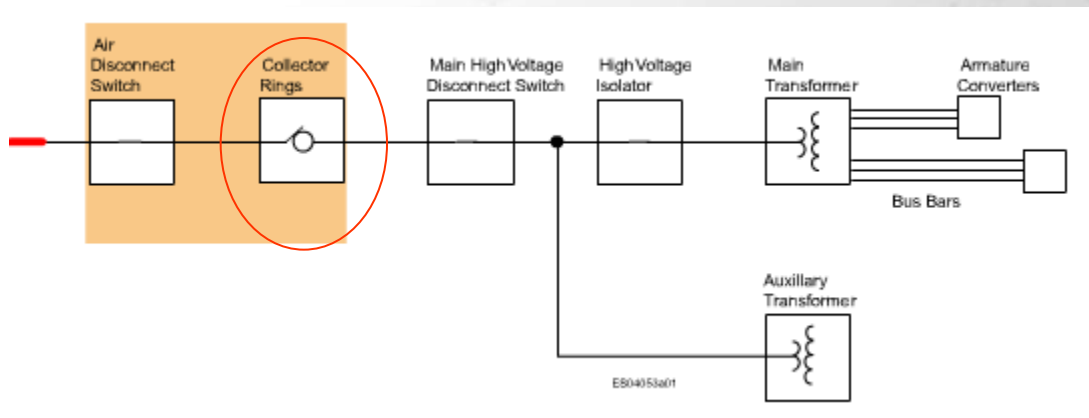 Air
Disconnect
Switch
Collector
Rings
Main High Voltage
Disconnect Switch
High Voltage
Isolator
Main
Transformer
Armature
Converters
Bus Bars
Auxillary
Transformer
ES04053a01